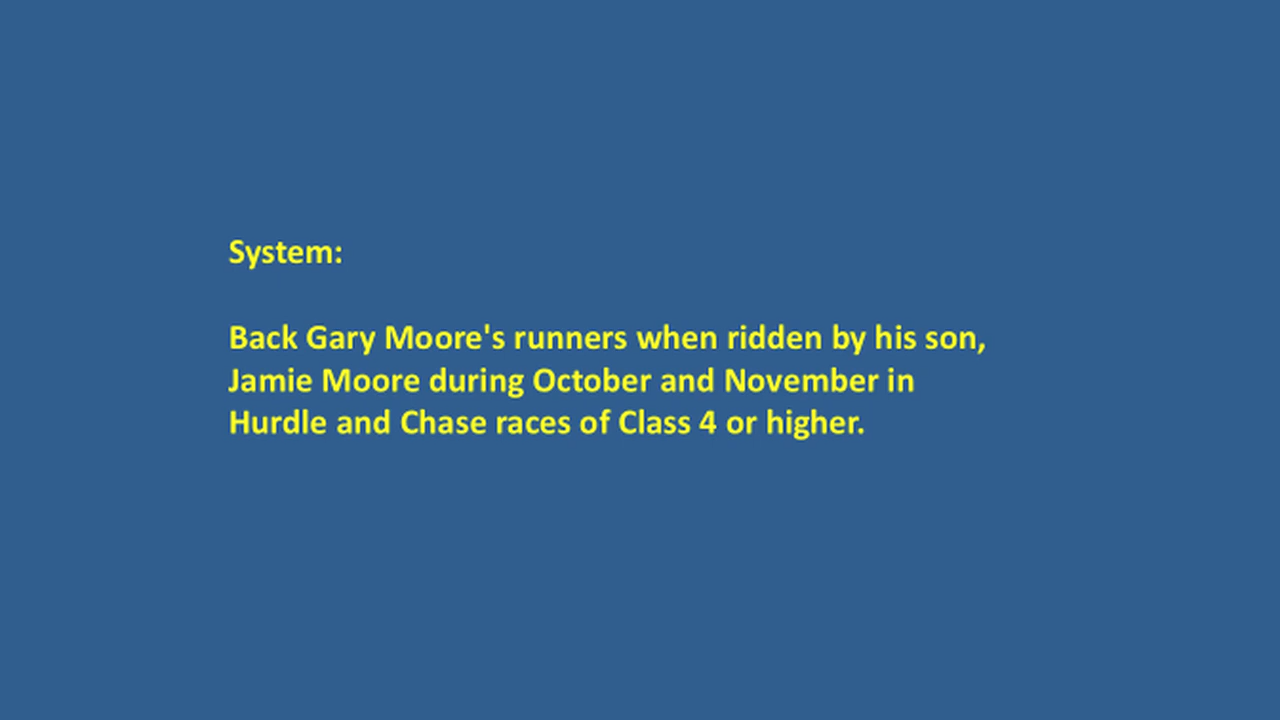 System:
Back Gary Moore's runners when ridden by his son,
Jamie Moore during October and November in
Hurdle and Chase races of Class 4 or higher.